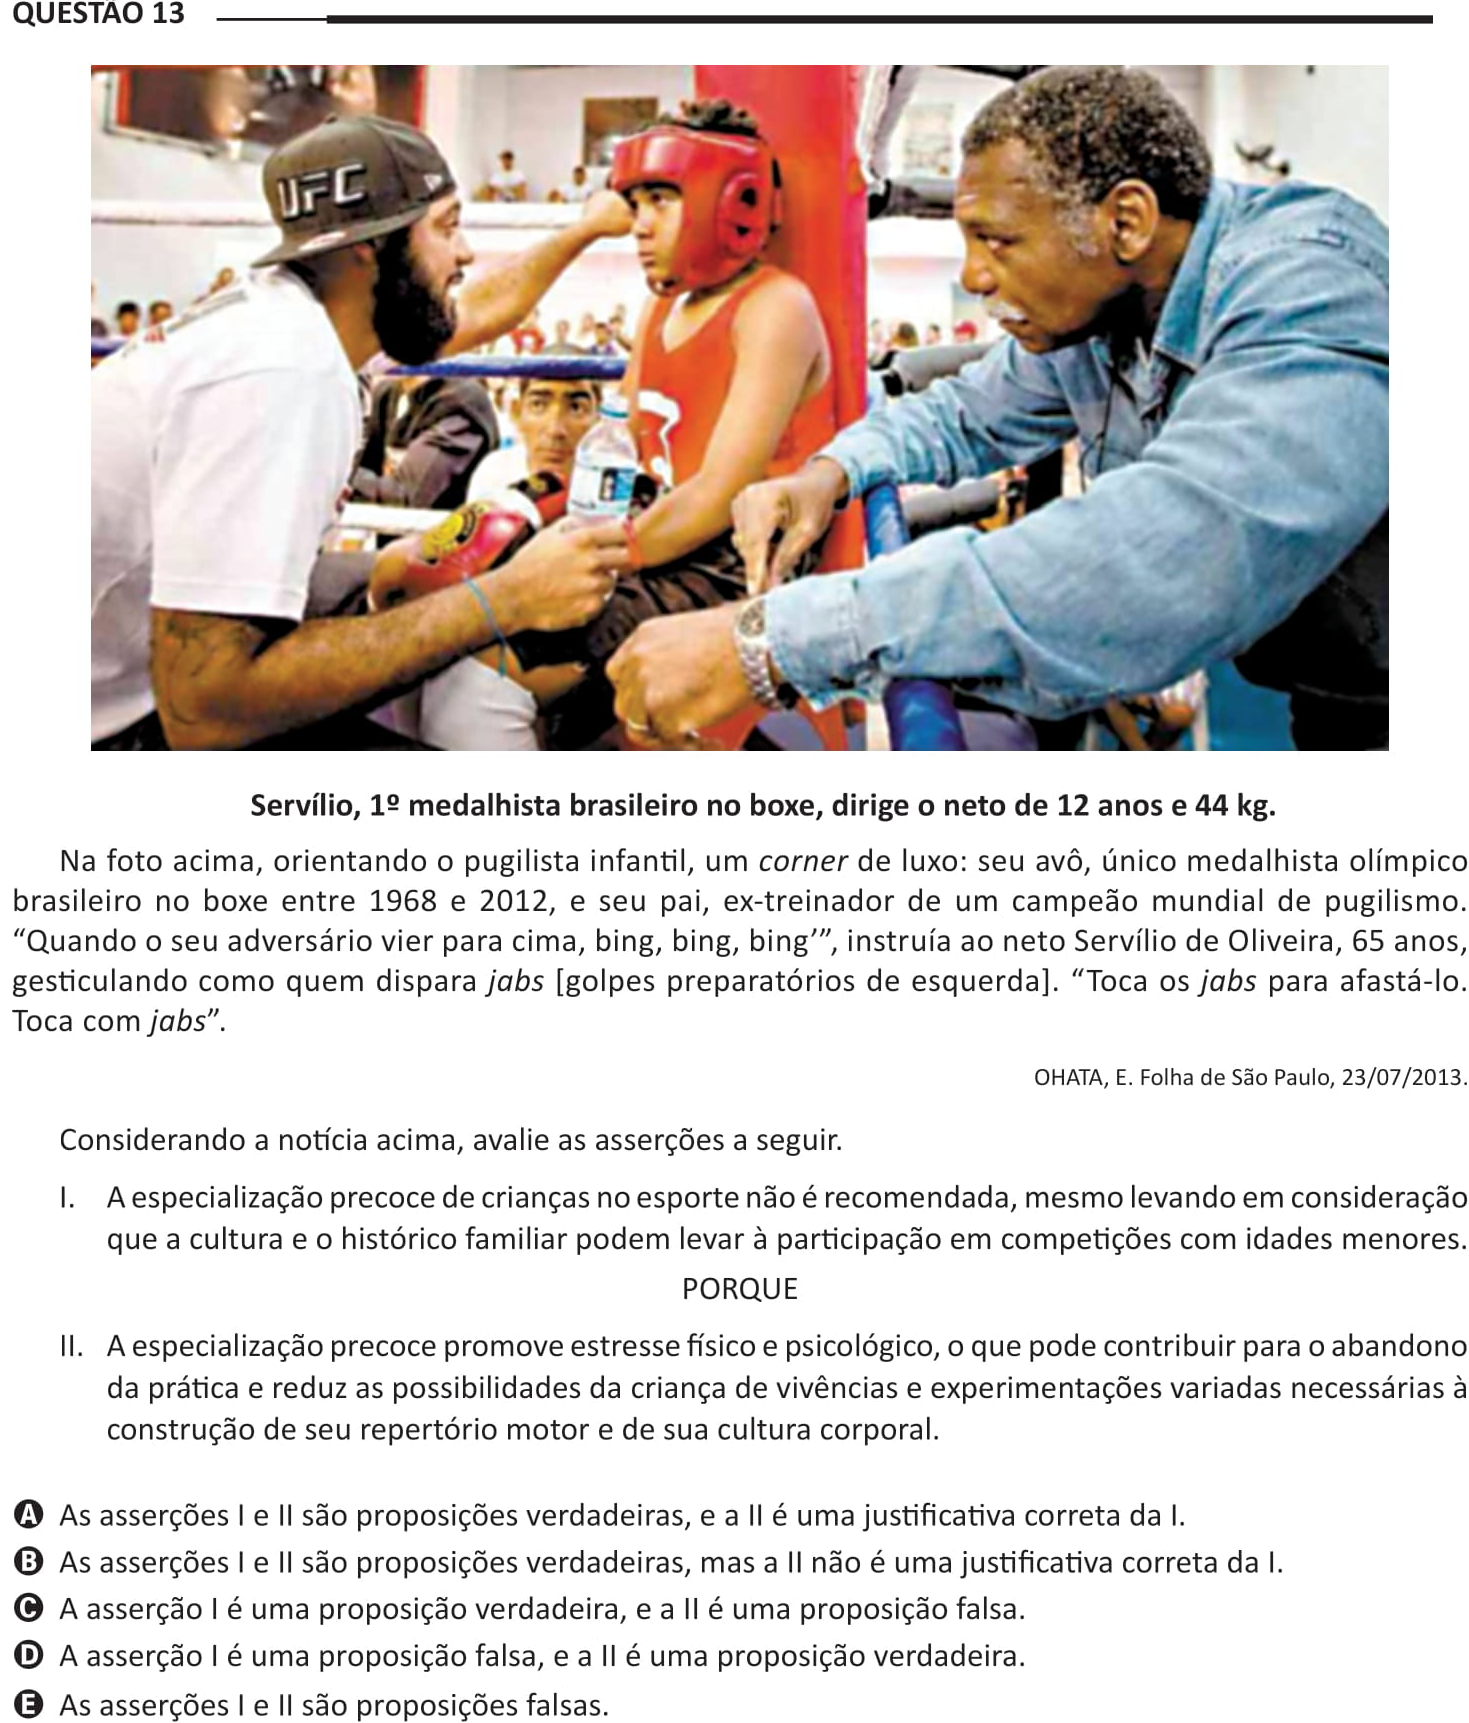 QUESTÃO 13
UFC
Servílio, 1º medalhista brasileiro no boxe, dirige o neto de 12 anos e 44 kg.
Na foto acima, orientando o pugilista infantil, um corner de luxo: seu avô, único medalhista olímpico
brasileiro no boxe entre 1968 e 2012, e seu pai, ex-treinador de um campeão mundial de pugilismo.
“Quando o seu adversário vier para cima, bing, bing, bing’”, instruía ao neto Servílio de Oliveira, 65 anos,
gesticulando como quem dispara jabs [golpes preparatórios de esquerda]. “Toca os jabs para afastá-lo.
Toca com jabs”.
OHATA, E. Folha de São Paulo, 23/07/2013.
Considerando a notícia acima, avalie as asserções a seguir.
I. A especialização precoce de crianças no esporte não é recomendada, mesmo levando em consideração
que a cultura e o histórico familiar podem levar à participação em competições com idades menores.
PORQUE
II. A especialização precoce promove estresse físico e psicológico, o que pode contribuir para o abandono
da prática e reduz as possibilidades da criança de vivências e experimentações variadas necessárias à
construção de seu repertório motor e de sua cultura corporal.
A As asserções I e II são proposições verdadeiras, e a II é uma justificativa correta da I.
B As asserções I e II são proposições verdadeiras, mas a II não é uma justificativa correta da I.
C A asserção I é uma proposição verdadeira, e a II é uma proposição falsa.
D A asserção I é uma proposição falsa, e a II é uma proposição verdadeira.
E As asserções I e II são proposições falsas.